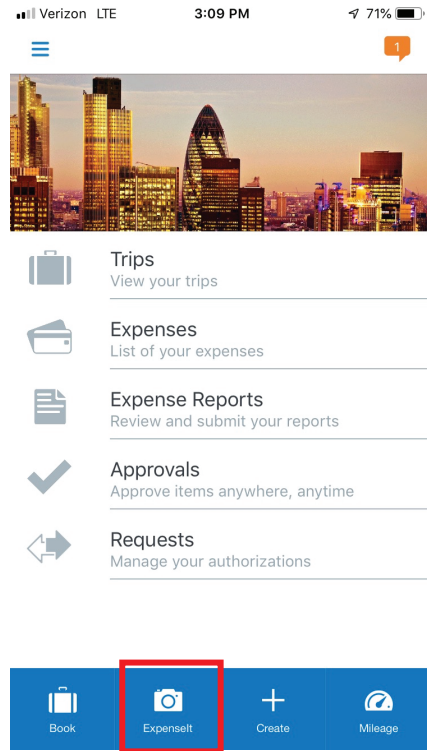 Verizon LTE 3:09 PM 71%
1
Trips
View your trips
Expenses
List of your expenses
Expense Reports
Review and submit your reports
Approvals
Approve items anywhere, anytime
Requests
Manage your authorizations
Book ExpenseIt Create Mileage